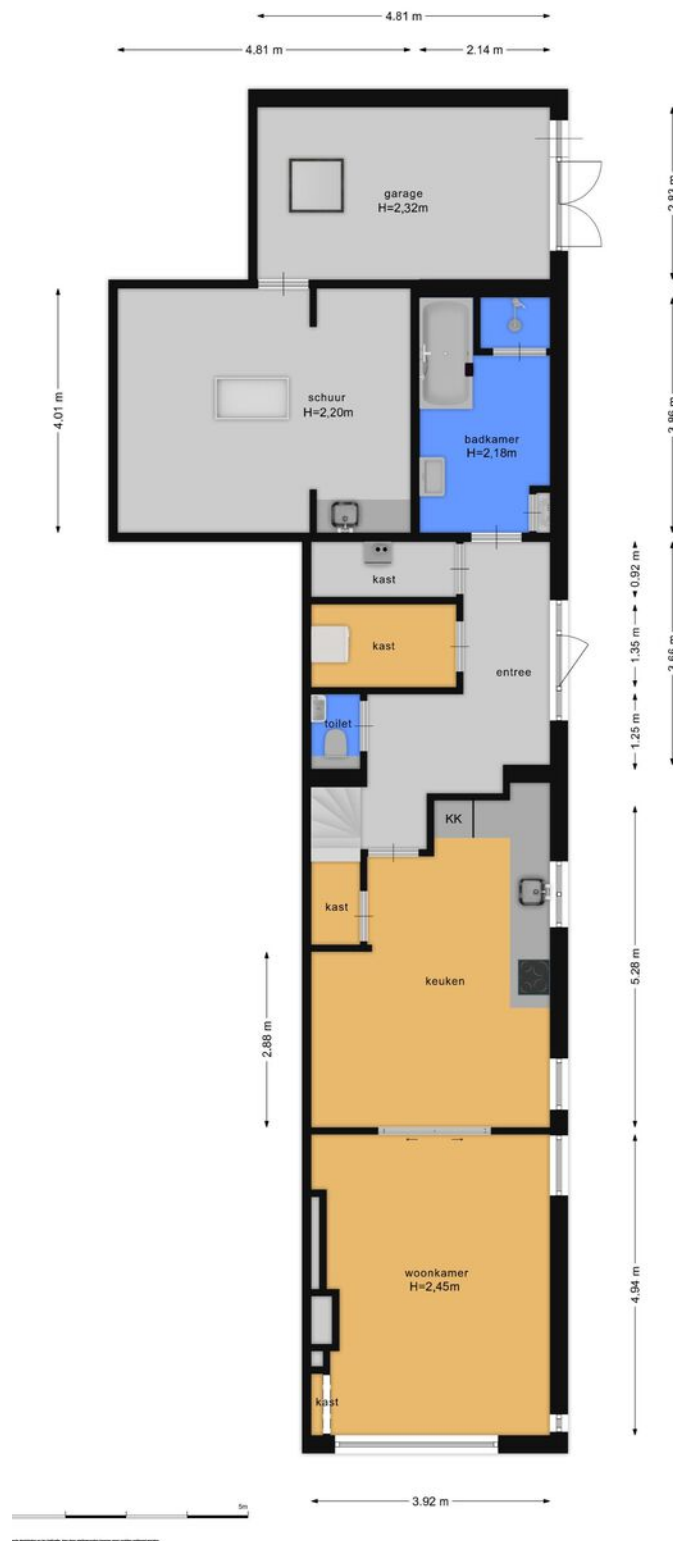 4.81 m
4.81 m
2.14 m
garage
H=2,32m
2.83 m
4.01 m
schuur
H=2,20m
badkamer
H=2,18m
3.86 m
kast
0.92 m
kast
1.35 m
entree
3.66 m
toilet
1.25 m
KK
kast
keuken
5.28 m
2.88 m
woonkamer
H=2,45m
4.94 m
kast
3.92 m
5m